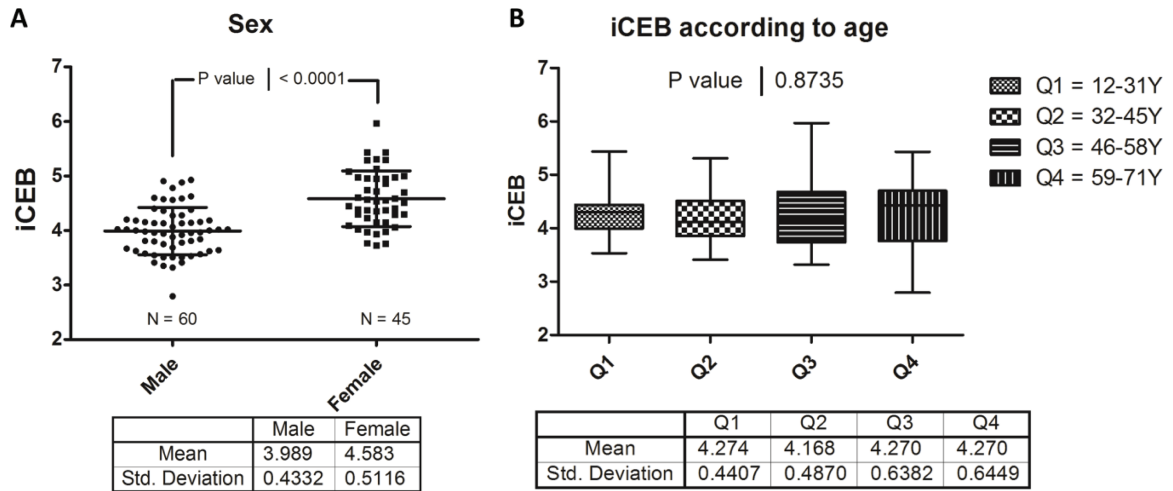 A
Sex
7
6
5
4
3
2
iCEB
P value | < 0.0001
N = 60
N = 45
Male
Female
Male Female
Mean 3.989 4.583
Std. Deviation 0.4332 0.5116
B
iCEB according to age
7
6
5
4
3
2
iCEB
P value | 0.8735
Q1
Q2
Q3
Q4
Q1 = 12-31Y
Q2 = 32-45Y
Q3 = 46-58Y
Q4 = 59-71Y
Q1 Q2 Q3 Q4
Mean 4.274 4.168 4.270 4.270
Std. Deviation 0.4407 0.4870 0.6382 0.6449